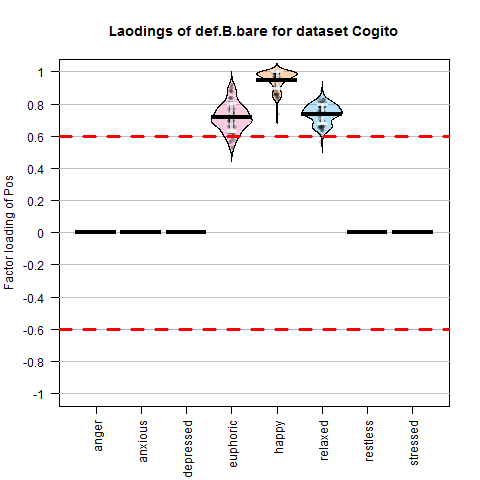 Laodings of def.B.bare for dataset Cogito
Factor loading of Pos
1
0.8
0.6
0.4
0.2
0
-0.2
-0.4
-0.6
-0.8
-1
anger
anxious
depressed
euphoric
happy
relaxed
restless
stressed